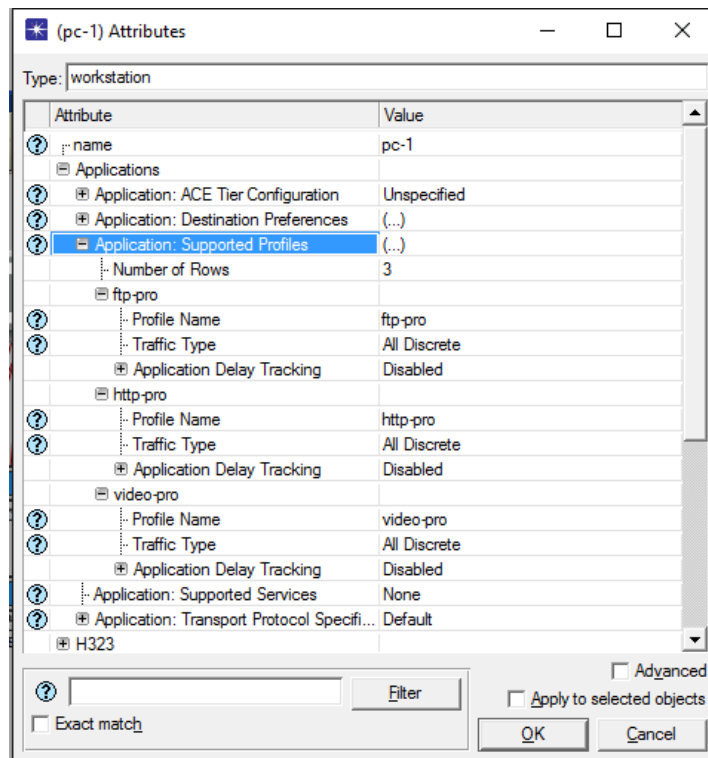 (pc-1) Attributes
Type: workstation
Attribute Value
name pc-1
Applications
Application: ACE Tier Configuration Unspecified
Application: Destination Preferences (...)
Application: Supported Profiles (...)
Number of Rows 3
ftp-pro
Profile Name ftp-pro
Traffic Type All Discrete
Application Delay Tracking Disabled
http-pro
Profile Name http-pro
Traffic Type All Discrete
Application Delay Tracking Disabled
video-pro
Profile Name video-pro
Traffic Type All Discrete
Application Delay Tracking Disabled
Application: Supported Services None
Application: Transport Protocol Specifi... Default
H323
Advanced
Filter
Apply to selected objects
Exact match
OK Cancel